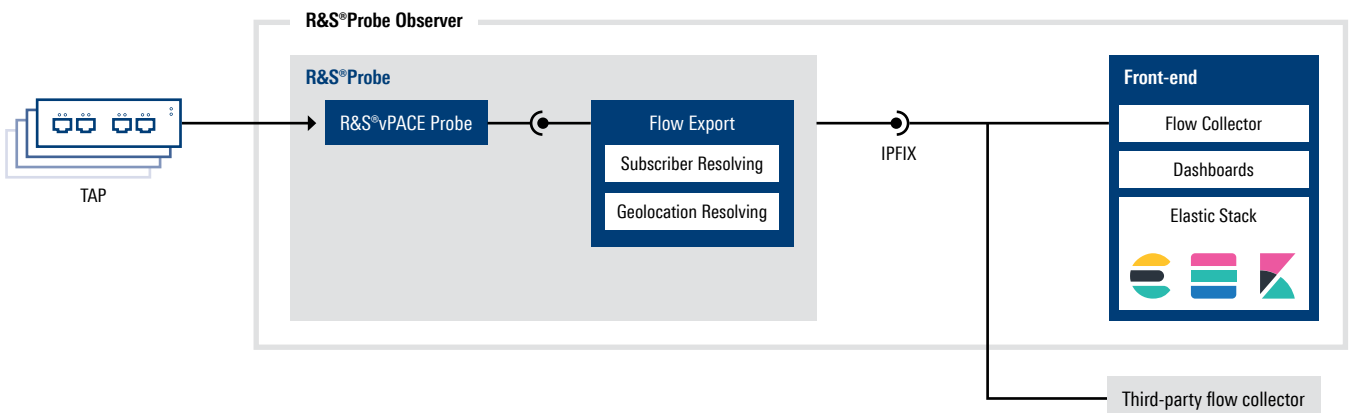 R&S®Probe Observer
R&S®Probe
R&S®vPACE Probe
Flow Export
Subscriber Resolving
Geolocation Resolving
TAP
IPFIX
Front-end
Flow Collector
Dashboards
Elastic Stack
Third-party flow collector